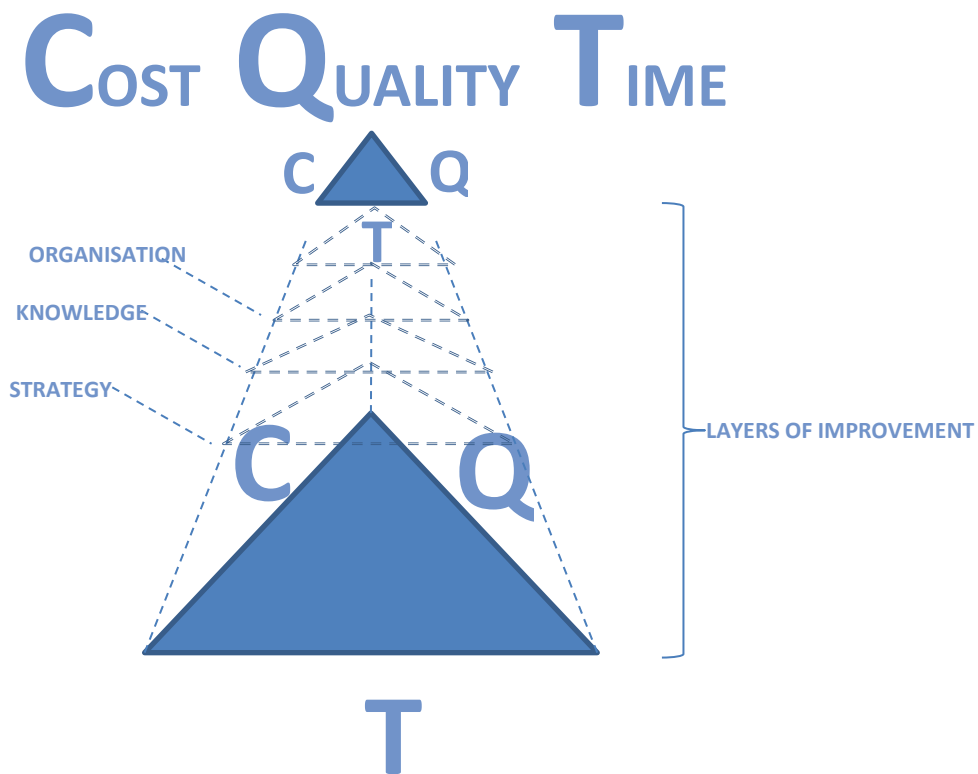 COST QUALITY TIME
C Q
T
ORGANISATION
KNOWLEDGE
STRATEGY
C Q
LAYERS OF IMPROVEMENT
T